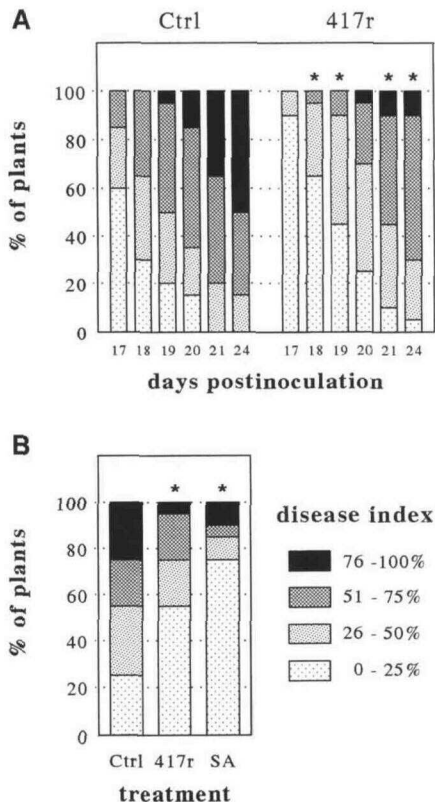 A
Ctrl 417r
* * * *
100
80
60
40
20
0
% of plants
17 18 19 20 21 24 17 18 19 20 21 24
days postinoculation
B
* *
100
80
60
40
20
0
% of plants
Ctrl 417r SA
treatment
disease index
76 -100%
51 - 75%
26 - 50%
0 - 25%